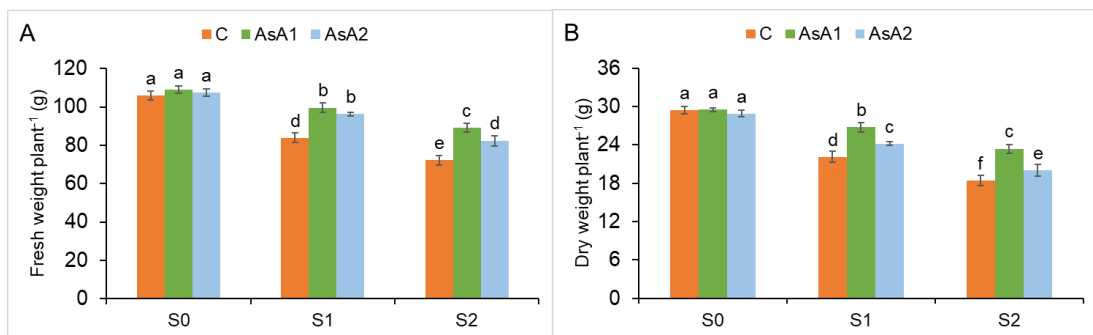 A
C AsA1 AsA2
Fresh weight plant⁻¹ (g)
120
100
80
60
40
20
0
a a a
d b b
e c d
S0 S1 S2
B
C AsA1 AsA2
Dry weight plant⁻¹ (g)
36
30
24
18
12
6
0
a a a
d b c
f c e
S0 S1 S2